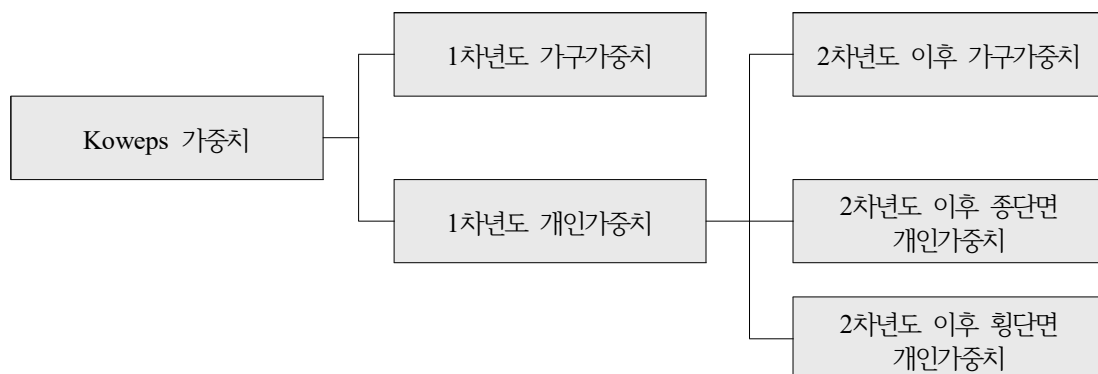 Koweps 가중치
1차년도 가구가중치
1차년도 개인가중치
2차년도 이후 가구가중치
2차년도 이후 종단면
개인가중치
2차년도 이후 횡단면
개인가중치